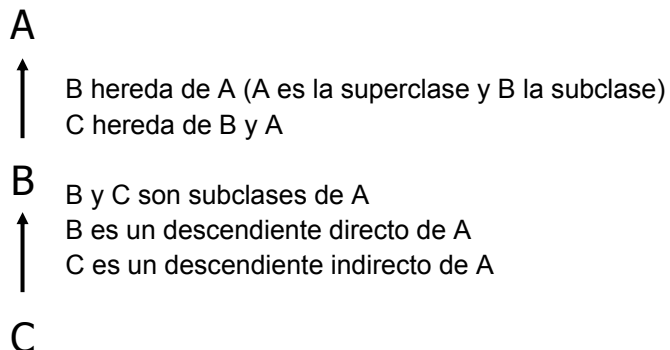 A
B hereda de A (A es la superclase y B la subclase)
C hereda de B y A
B
B y C son subclases de A
B es un descendiente directo de A
C es un descendiente indirecto de A
C